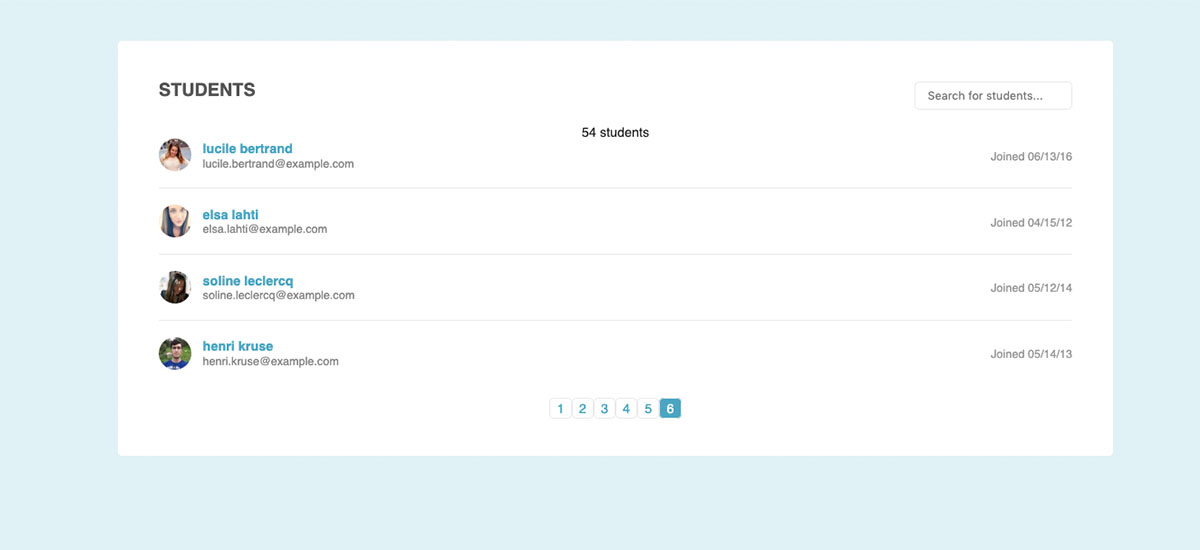 STUDENTS
Search for students...
54 students
lucile bertrand
lucile.bertrand@example.com
Joined 06/13/16
elsa lahti
elsa.lahti@example.com
Joined 04/15/12
soline leclercq
soline.leclercq@example.com
Joined 05/12/14
henri kruse
henri.kruse@example.com
Joined 05/14/13
1 2 3 4 5 6